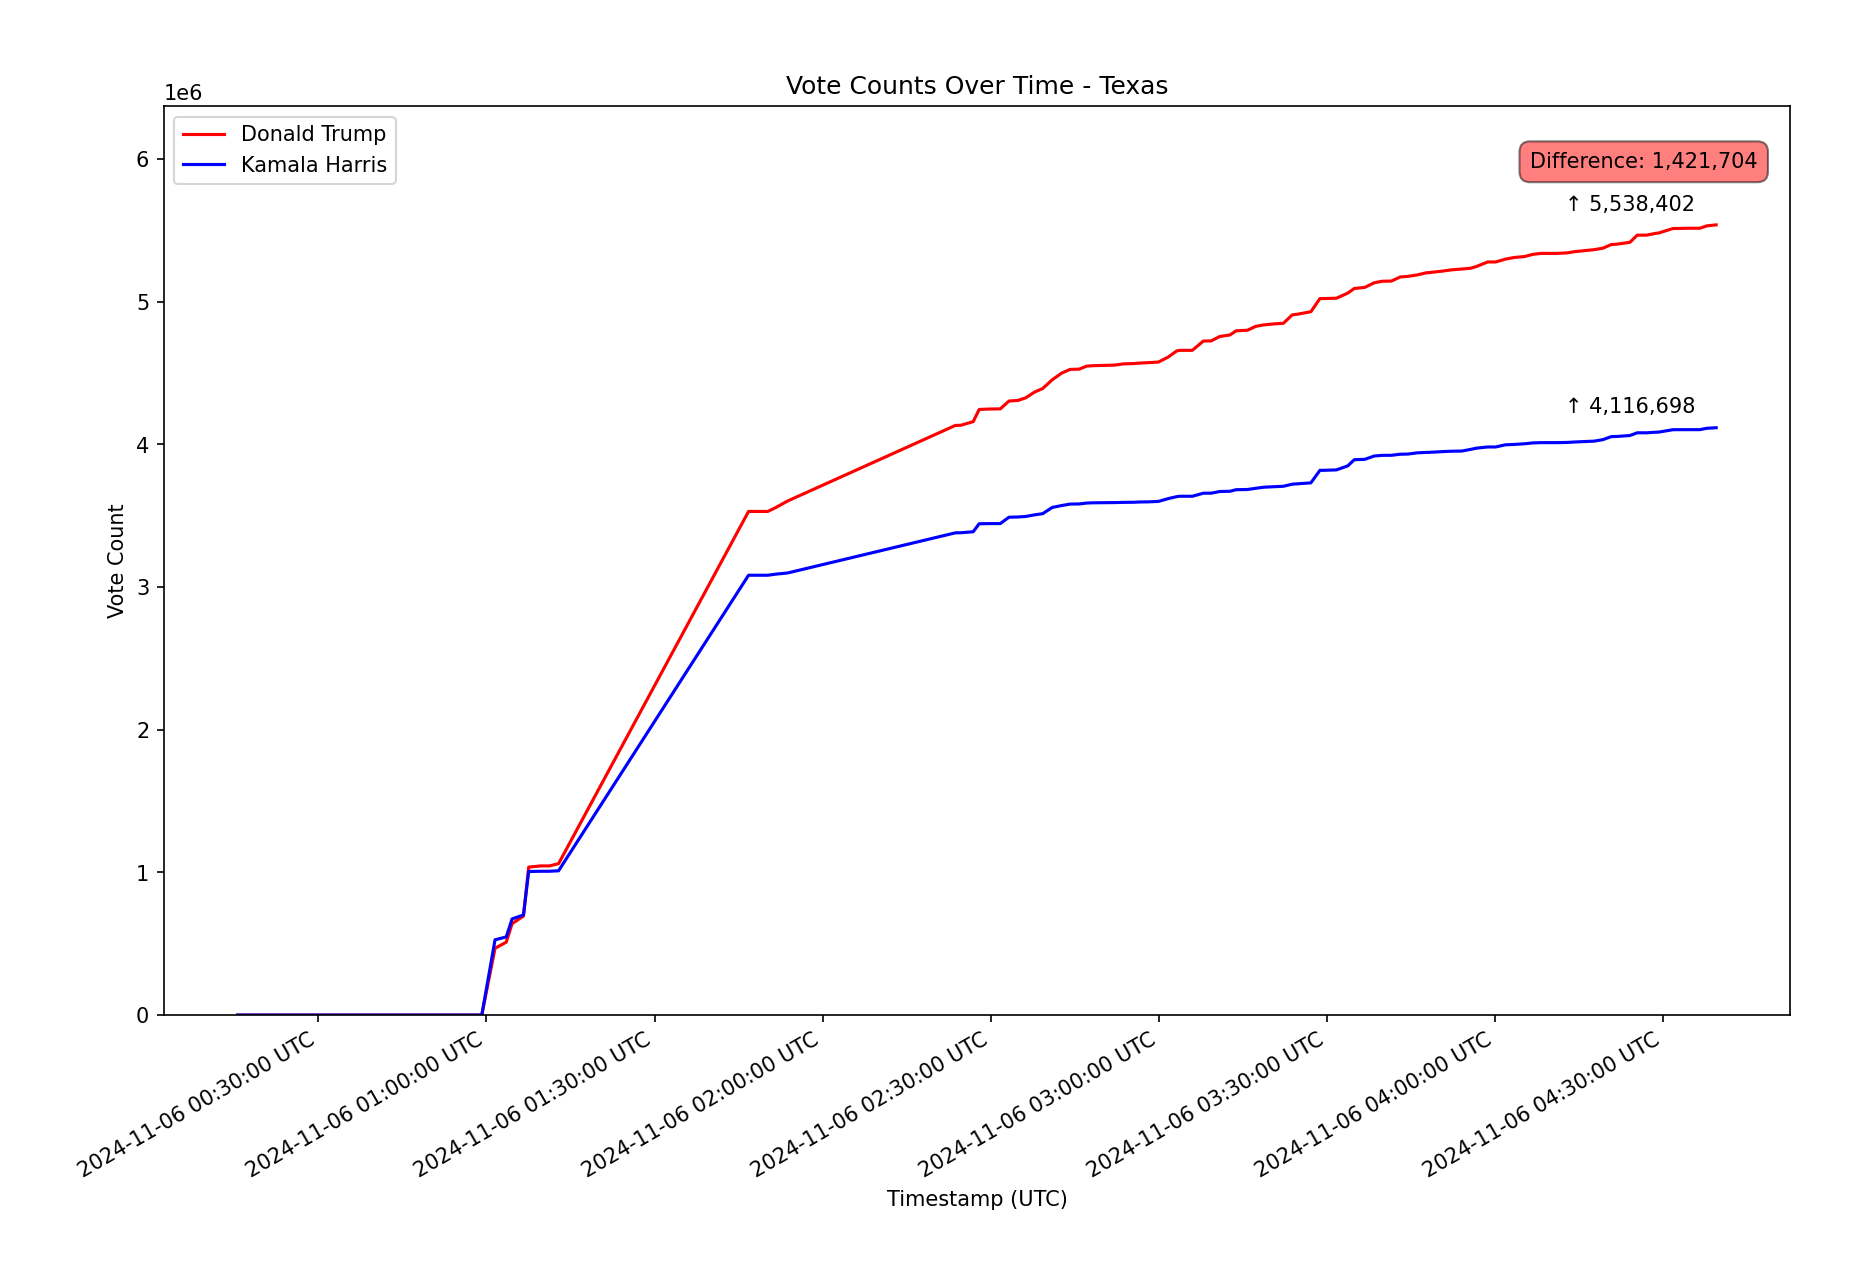 Vote Counts Over Time - Texas
1e6
Donald Trump
Kamala Harris
Difference: 1,421,704
↑ 5,538,402
↑ 4,116,698
6
5
4
3
2
1
0
Vote Count
2024-11-06 00:30:00 UTC
2024-11-06 01:00:00 UTC
2024-11-06 01:30:00 UTC
2024-11-06 02:00:00 UTC
2024-11-06 02:30:00 UTC
2024-11-06 03:00:00 UTC
2024-11-06 03:30:00 UTC
2024-11-06 04:00:00 UTC
2024-11-06 04:30:00 UTC
Timestamp (UTC)